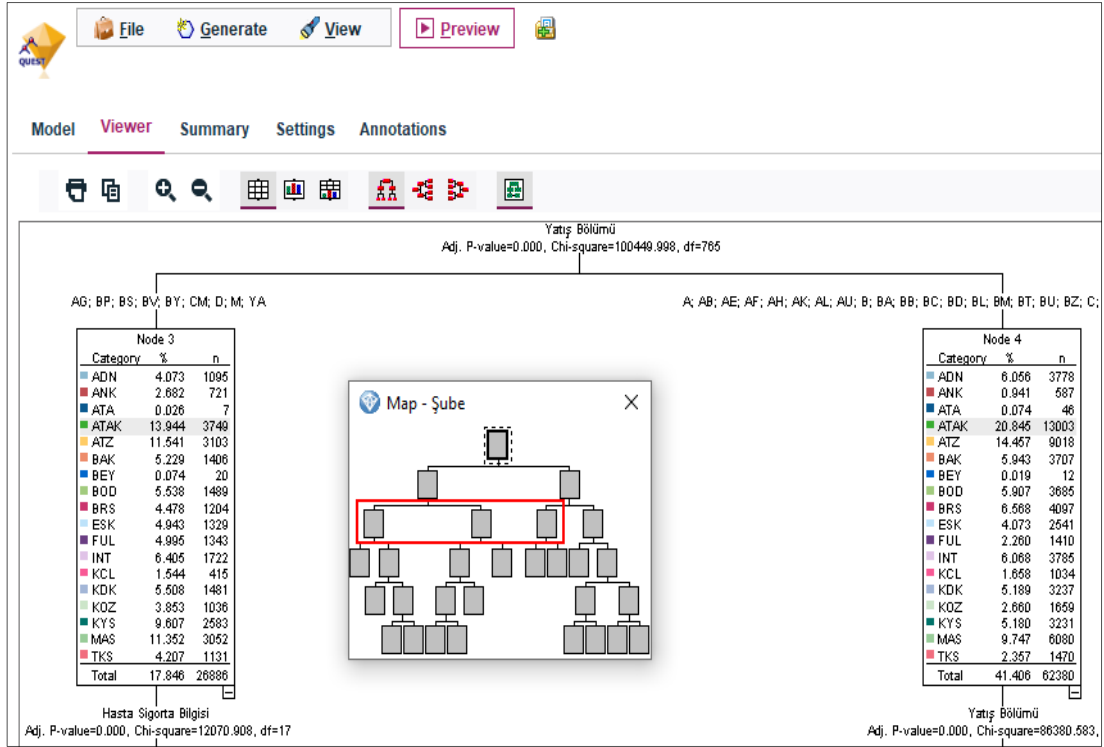 QUEST
File Generate View Preview
Model Viewer Summary Settings Annotations
Yatış Bölümü
Adj. P-value=0.000, Chi-square=100449.998, df=765
AG; BP; BS; BV; BY; CM; D; M; YA
A; AB; AE; AF; AH; AK; AL; AU; B; BA; BB; BC; BD; BL; BM; BT; BU; BZ; C;
Node 3
Category % n
ADN 4.073 1095
ANK 2.682 721
ATA 0.026 7
ATAK 13.944 3749
ATZ 11.541 3103
BAK 5.229 1406
BEY 0.074 20
BOD 5.538 1489
BRS 4.478 1204
ESK 4.943 1329
FUL 4.995 1343
INT 6.405 1722
KCL 1.544 415
KDK 5.508 1481
KOZ 3.853 1036
KYS 9.607 2583
MAS 11.352 3052
TKS 4.207 1131
Total 17.846 26886
Hasta Sigorta Bilgisi
Adj. P-value=0.000, Chi-square=12070.908, df=17
Map - Şube
Node 4
Category % n
ADN 6.056 3778
ANK 0.941 587
ATA 0.074 46
ATAK 20.845 13003
ATZ 14.457 9018
BAK 5.943 3707
BEY 0.019 12
BOD 5.907 3685
BRS 6.568 4097
ESK 4.073 2541
FUL 2.260 1410
INT 6.068 3785
KCL 1.658 1034
KDK 5.189 3237
KOZ 2.660 1659
KYS 5.180 3231
MAS 9.747 6080
TKS 2.357 1470
Total 41.406 62380
Yatış Bölümü
Adj. P-value=0.000, Chi-square=86380.583,